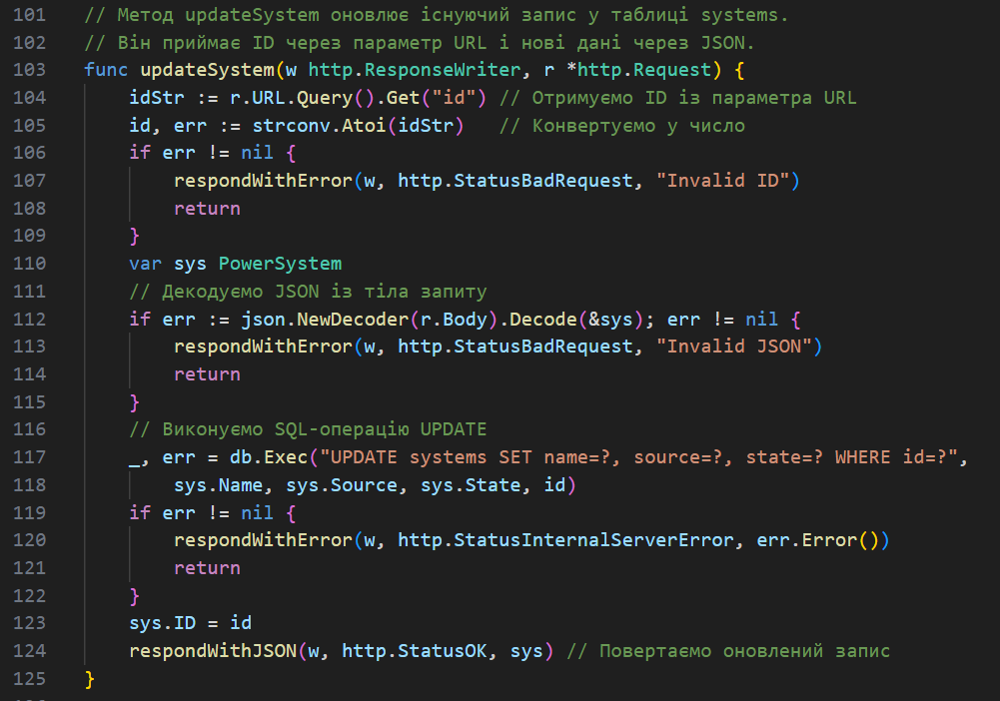 101 // Метод updateSystem оновлює існуючий запис у таблиці systems.
102 // Він приймає ID через параметр URL і нові дані через JSON.
103 func updateSystem(w http.ResponseWriter, r *http.Request) {
104     idStr := r.URL.Query().Get("id") // Отримуємо ID із параметра URL
105     id, err := strconv.Atoi(idStr)   // Конвертуємо у число
106     if err != nil {
107         respondWithError(w, http.StatusBadRequest, "Invalid ID")
108         return
109     }
110     var sys PowerSystem
111     // Декодуємо JSON із тіла запиту
112     if err := json.NewDecoder(r.Body).Decode(&sys); err != nil {
113         respondWithError(w, http.StatusBadRequest, "Invalid JSON")
114         return
115     }
116     // Виконуємо SQL-операцію UPDATE
117     _, err = db.Exec("UPDATE systems SET name=?, source=?, state=? WHERE id=?",
118         sys.Name, sys.Source, sys.State, id)
119     if err != nil {
120         respondWithError(w, http.StatusInternalServerError, err.Error())
121         return
122     }
123     sys.ID = id
124     respondWithJSON(w, http.StatusOK, sys) // Повертаємо оновлений запис
125 }